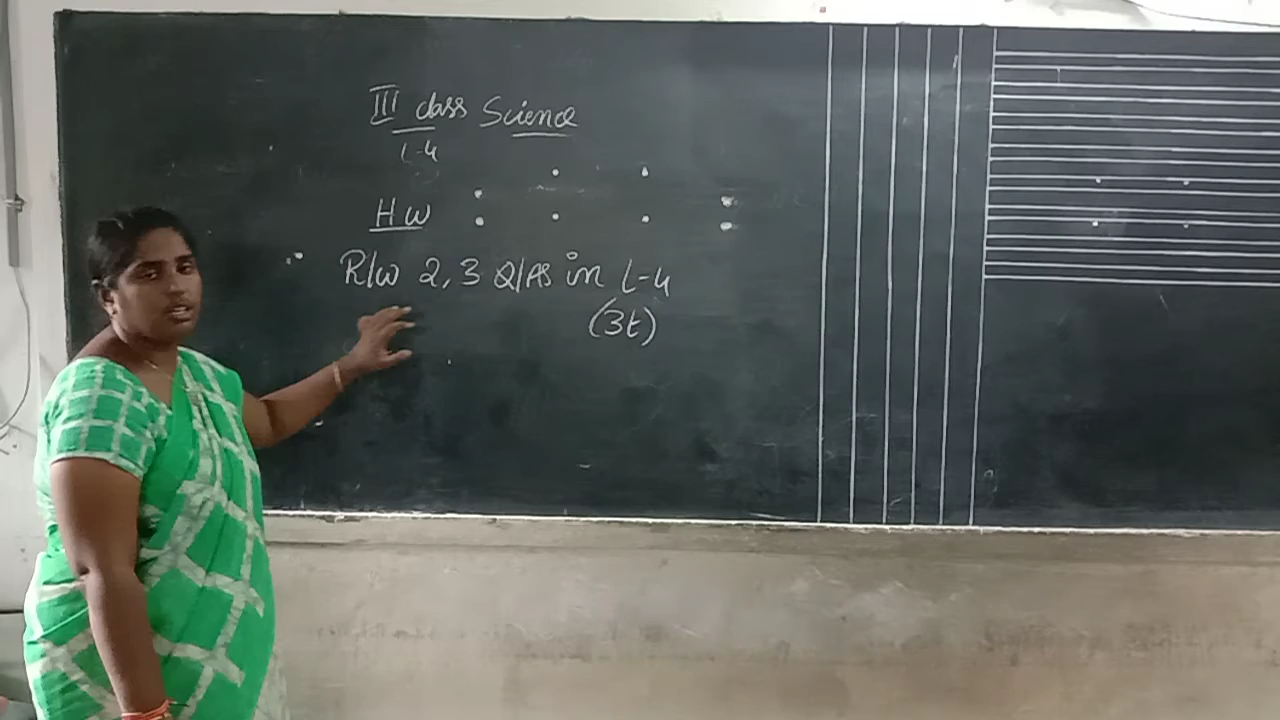 III class Science
L-4
HW
R/W 2, 3 Q/AS in L-4
(3t)